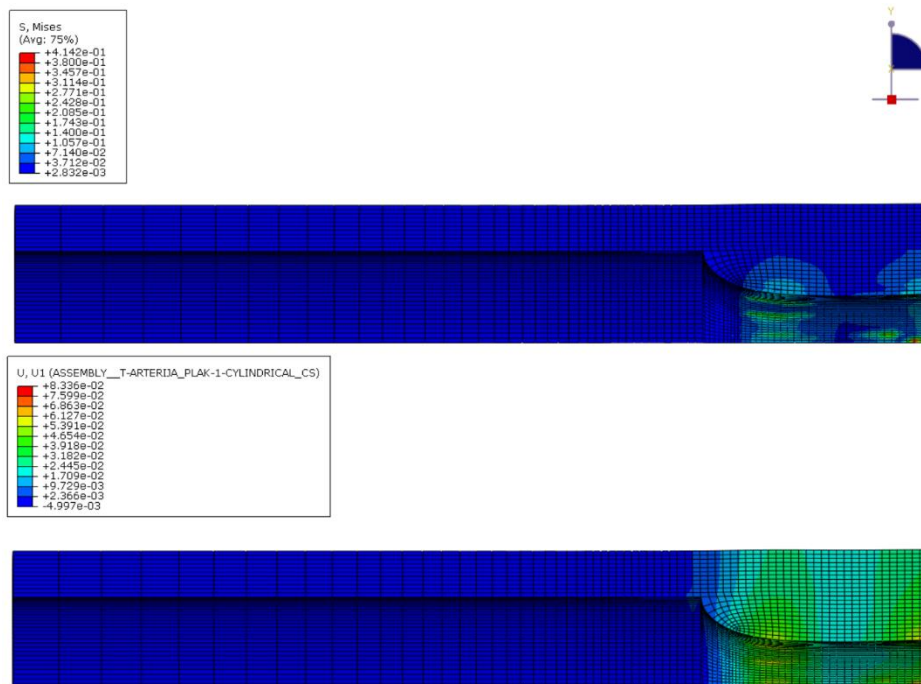 S, Mises
(Avg: 75%)
+4.142e-01
+3.800e-01
+3.457e-01
+3.114e-01
+2.771e-01
+2.428e-01
+2.085e-01
+1.743e-01
+1.400e-01
+1.057e-01
+7.140e-02
+3.712e-02
+2.832e-03
Y
U, U1 (ASSEMBLY__T-ARTERIJA_PLAK-1-CYLINDRICAL_CS)
+8.336e-02
+7.599e-02
+6.863e-02
+6.127e-02
+5.391e-02
+4.654e-02
+3.918e-02
+3.182e-02
+2.445e-02
+1.709e-02
+9.729e-03
+2.366e-03
-4.997e-03